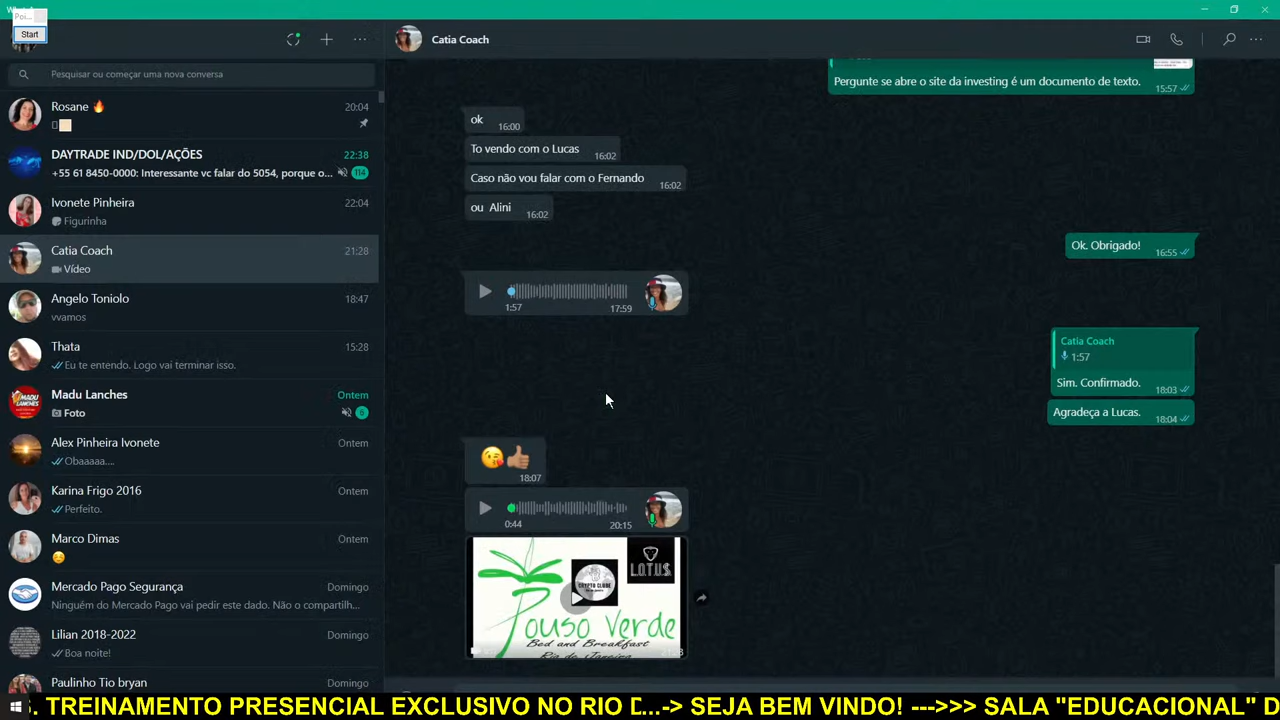 Poi...
Start
Catia Coach
Pesquisar ou começar uma nova conversa
Rosane 🔥
20:04
DAYTRADE IND/DOL/AÇÕES
22:38
+55 61 8450-0000: Interessante vc falar do 5054, porque o...
114
Ivonete Pinheira
22:04
Figurinha
Catia Coach
21:28
Vídeo
Angelo Toniolo
18:47
vvamos
Thata
15:28
Eu te entendo. Logo vai terminar isso.
Madu Lanches
Ontem
Foto
6
Alex Pinheira Ivonete
Ontem
Obaaaaa....
Karina Frigo 2016
Ontem
Perfeito.
Marco Dimas
Ontem
☺️
Mercado Pago Segurança
Domingo
Ninguém do Mercado Pago vai pedir este dado. Não o compartilh...
Lilian 2018:2022
Domingo
Boa noite!
Paulinho Tio bryan
Domingo
Pergunte se abre o site da investing é um documento de texto.
15:57
ok
16:00
To vendo com o Lucas
16:02
Caso não vou falar com o Fernando
16:02
ou Alini
16:02
Ok. Obrigado!
16:55
1:57
17:59
Catia Coach
1:57
Sim. Confirmado.
18:03
Agradeça a Lucas.
18:04
😘👍🏽
18:07
0:44
20:15
L.O.T.U.S
CRYPTO CLUBE
Pouso Verde
Bed and Breakfast
Rio de Janeiro
S. TREINAMENTO PRESENCIAL EXCLUSIVO NO RIO D...-> SEJA BEM VINDO! --->>> SALA "EDUCACIONAL" D